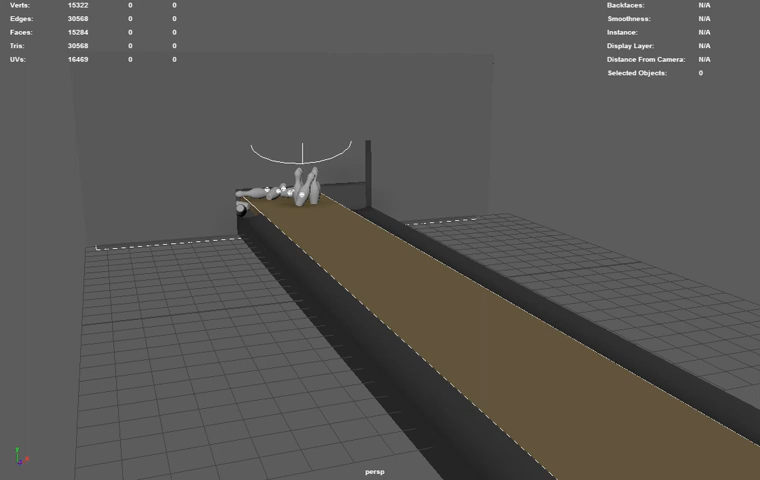 Verts: 15322 0 0
Edges: 30568 0 0
Faces: 15284 0 0
Tris: 30568 0 0
UVs: 16469 0 0
Backfaces: N/A
Smoothness: N/A
Instance: N/A
Display Layer: N/A
Distance From Camera: N/A
Selected Objects: 0
persp